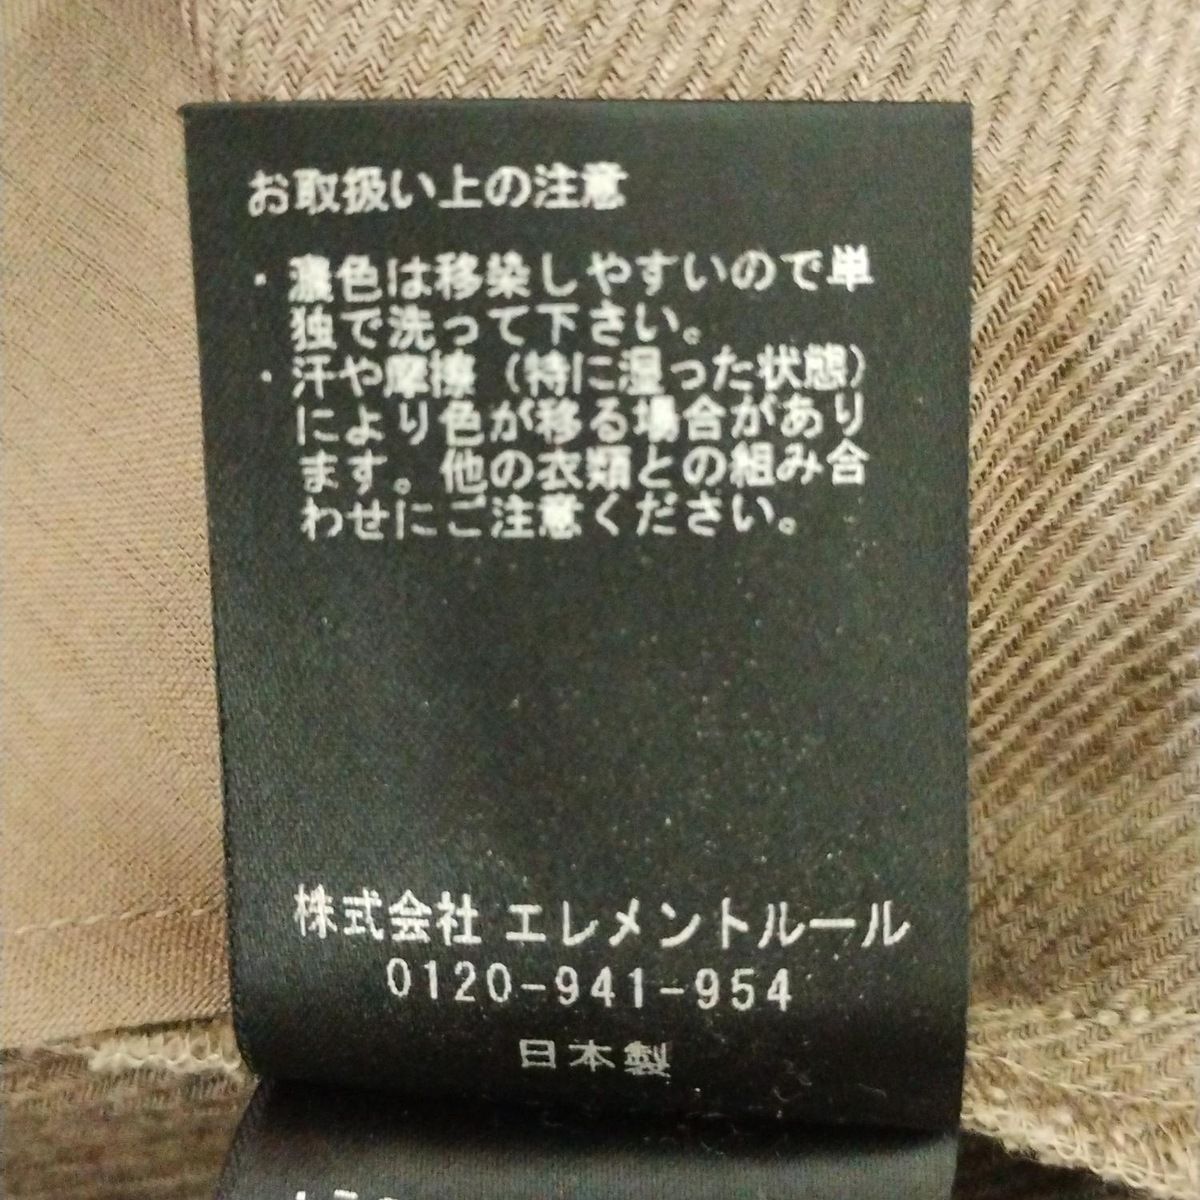 お取扱い上の注意
・濃色は移染しやすいので単
独で洗って下さい。
・汗や摩擦（特に湿った状態）
により色が移る場合があり
ます。他の衣類との組み合
わせにご注意ください。
株式会社 エレメントルール
0120-941-954
日本製